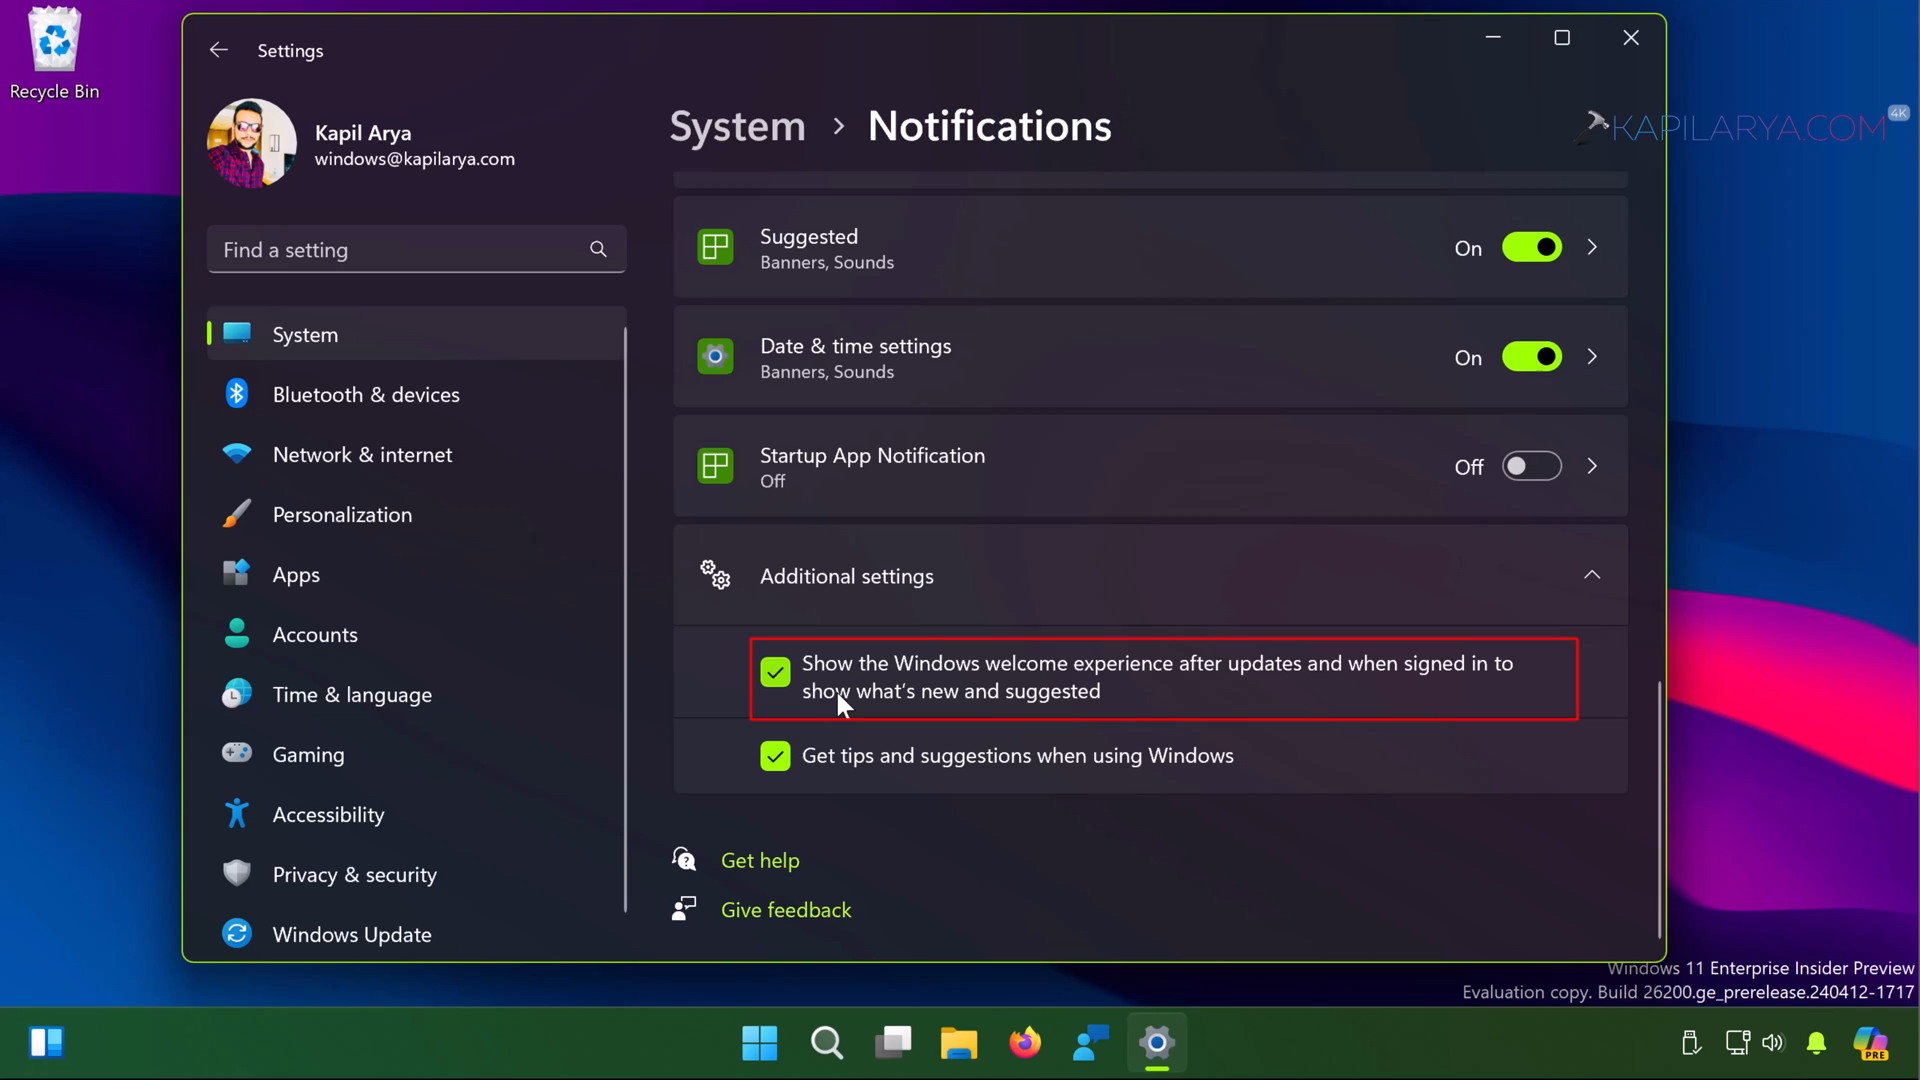 Recycle Bin
Settings
Kapil Arya
windows@kapilarya.com
Find a setting
System
Bluetooth & devices
Network & internet
Personalization
Apps
Accounts
Time & language
Gaming
Accessibility
Privacy & security
Windows Update
System > Notifications
KAPILARYA.COM
4K
Suggested
Banners, Sounds
On
Date & time settings
Banners, Sounds
On
Startup App Notification
Off
Off
Additional settings
Show the Windows welcome experience after updates and when signed in to
show what's new and suggested
Get tips and suggestions when using Windows
Get help
Give feedback
Windows 11 Enterprise Insider Preview
Evaluation copy. Build 26200.ge_prerelease.240412-1717
PRE